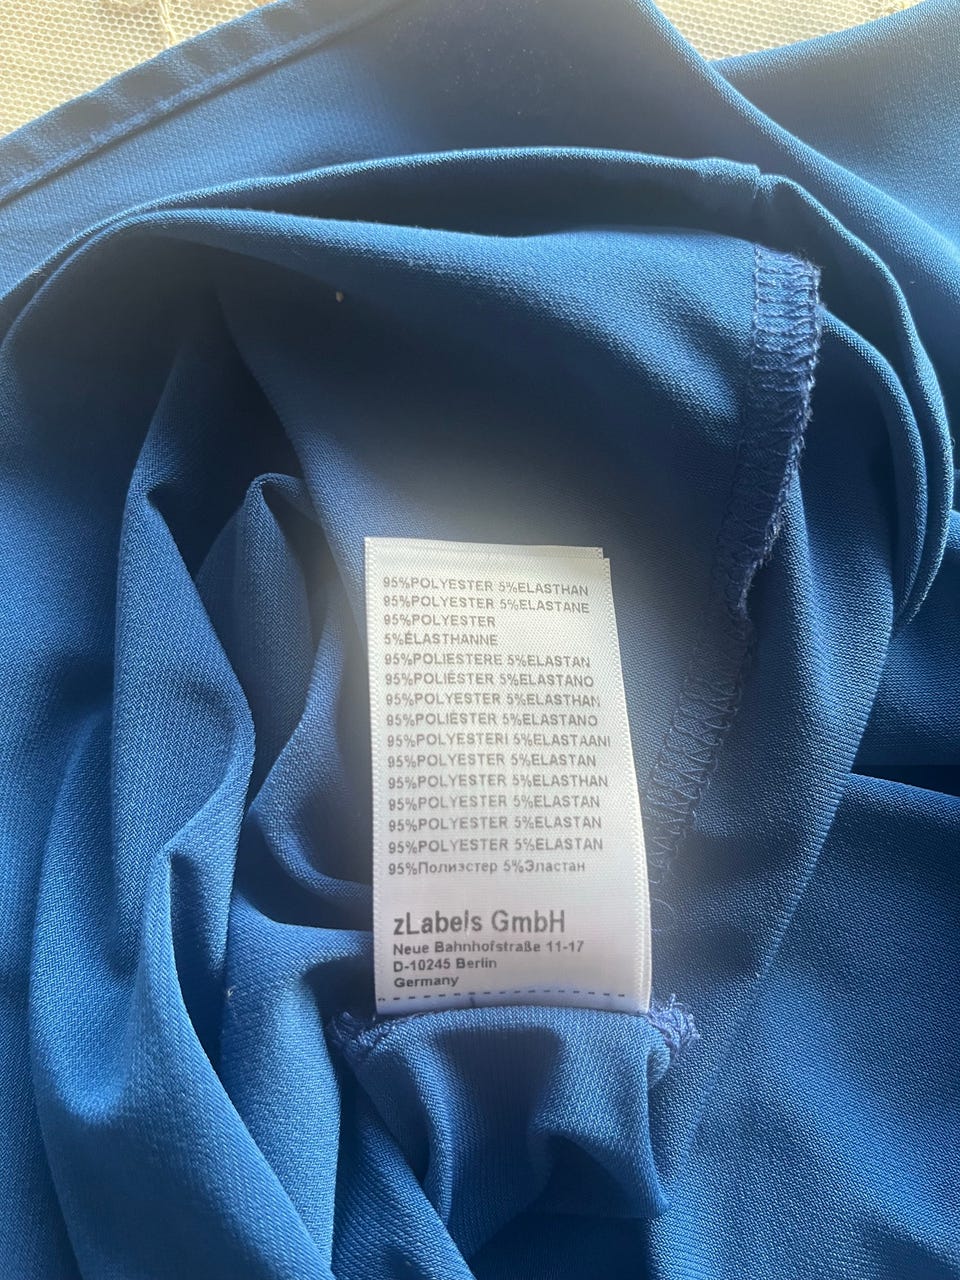 95%POLYESTER 5%ELASTHAN
95%POLYESTER 5%ELASTANE
95%POLYESTER
5%ÉLASTHANNE
95%POLIESTERE 5%ELASTAN
95%POLIÉSTER 5%ELASTANO
95%POLYESTER 5%ELASTHAN
95%POLIÉSTER 5%ELASTANO
95%POLYESTERI 5%ELASTAANI
95%POLYESTER 5%ELASTAN
95%POLYESTER 5%ELASTHAN
95%POLYESTER 5%ELASTAN
95%POLYESTER 5%ELASTAN
95%POLYESTER 5%ELASTAN
95%Полиэстер 5%Эластан
zLabels GmbH
Neue Bahnhofstraße 11-17
D-10245 Berlin
Germany